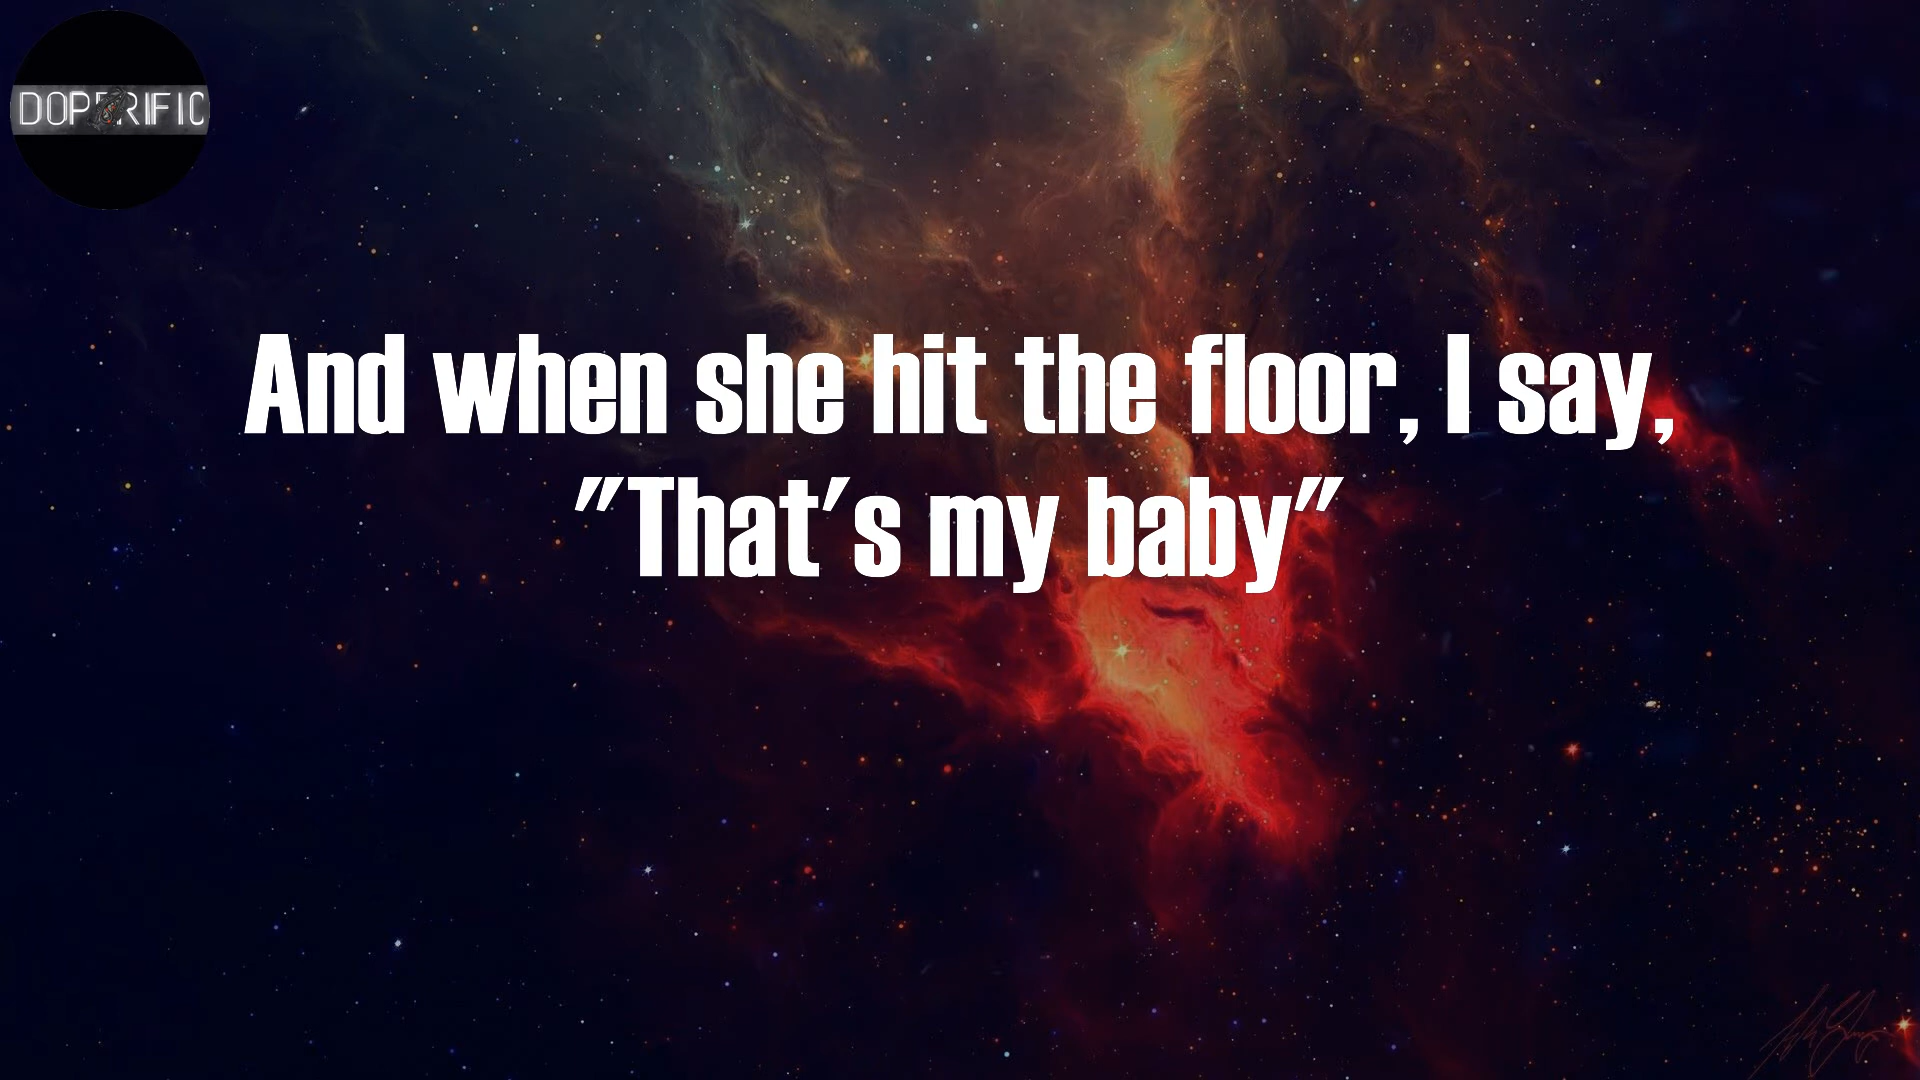 DOPERIFIC
And when she hit the floor, I say,
"That's my baby"